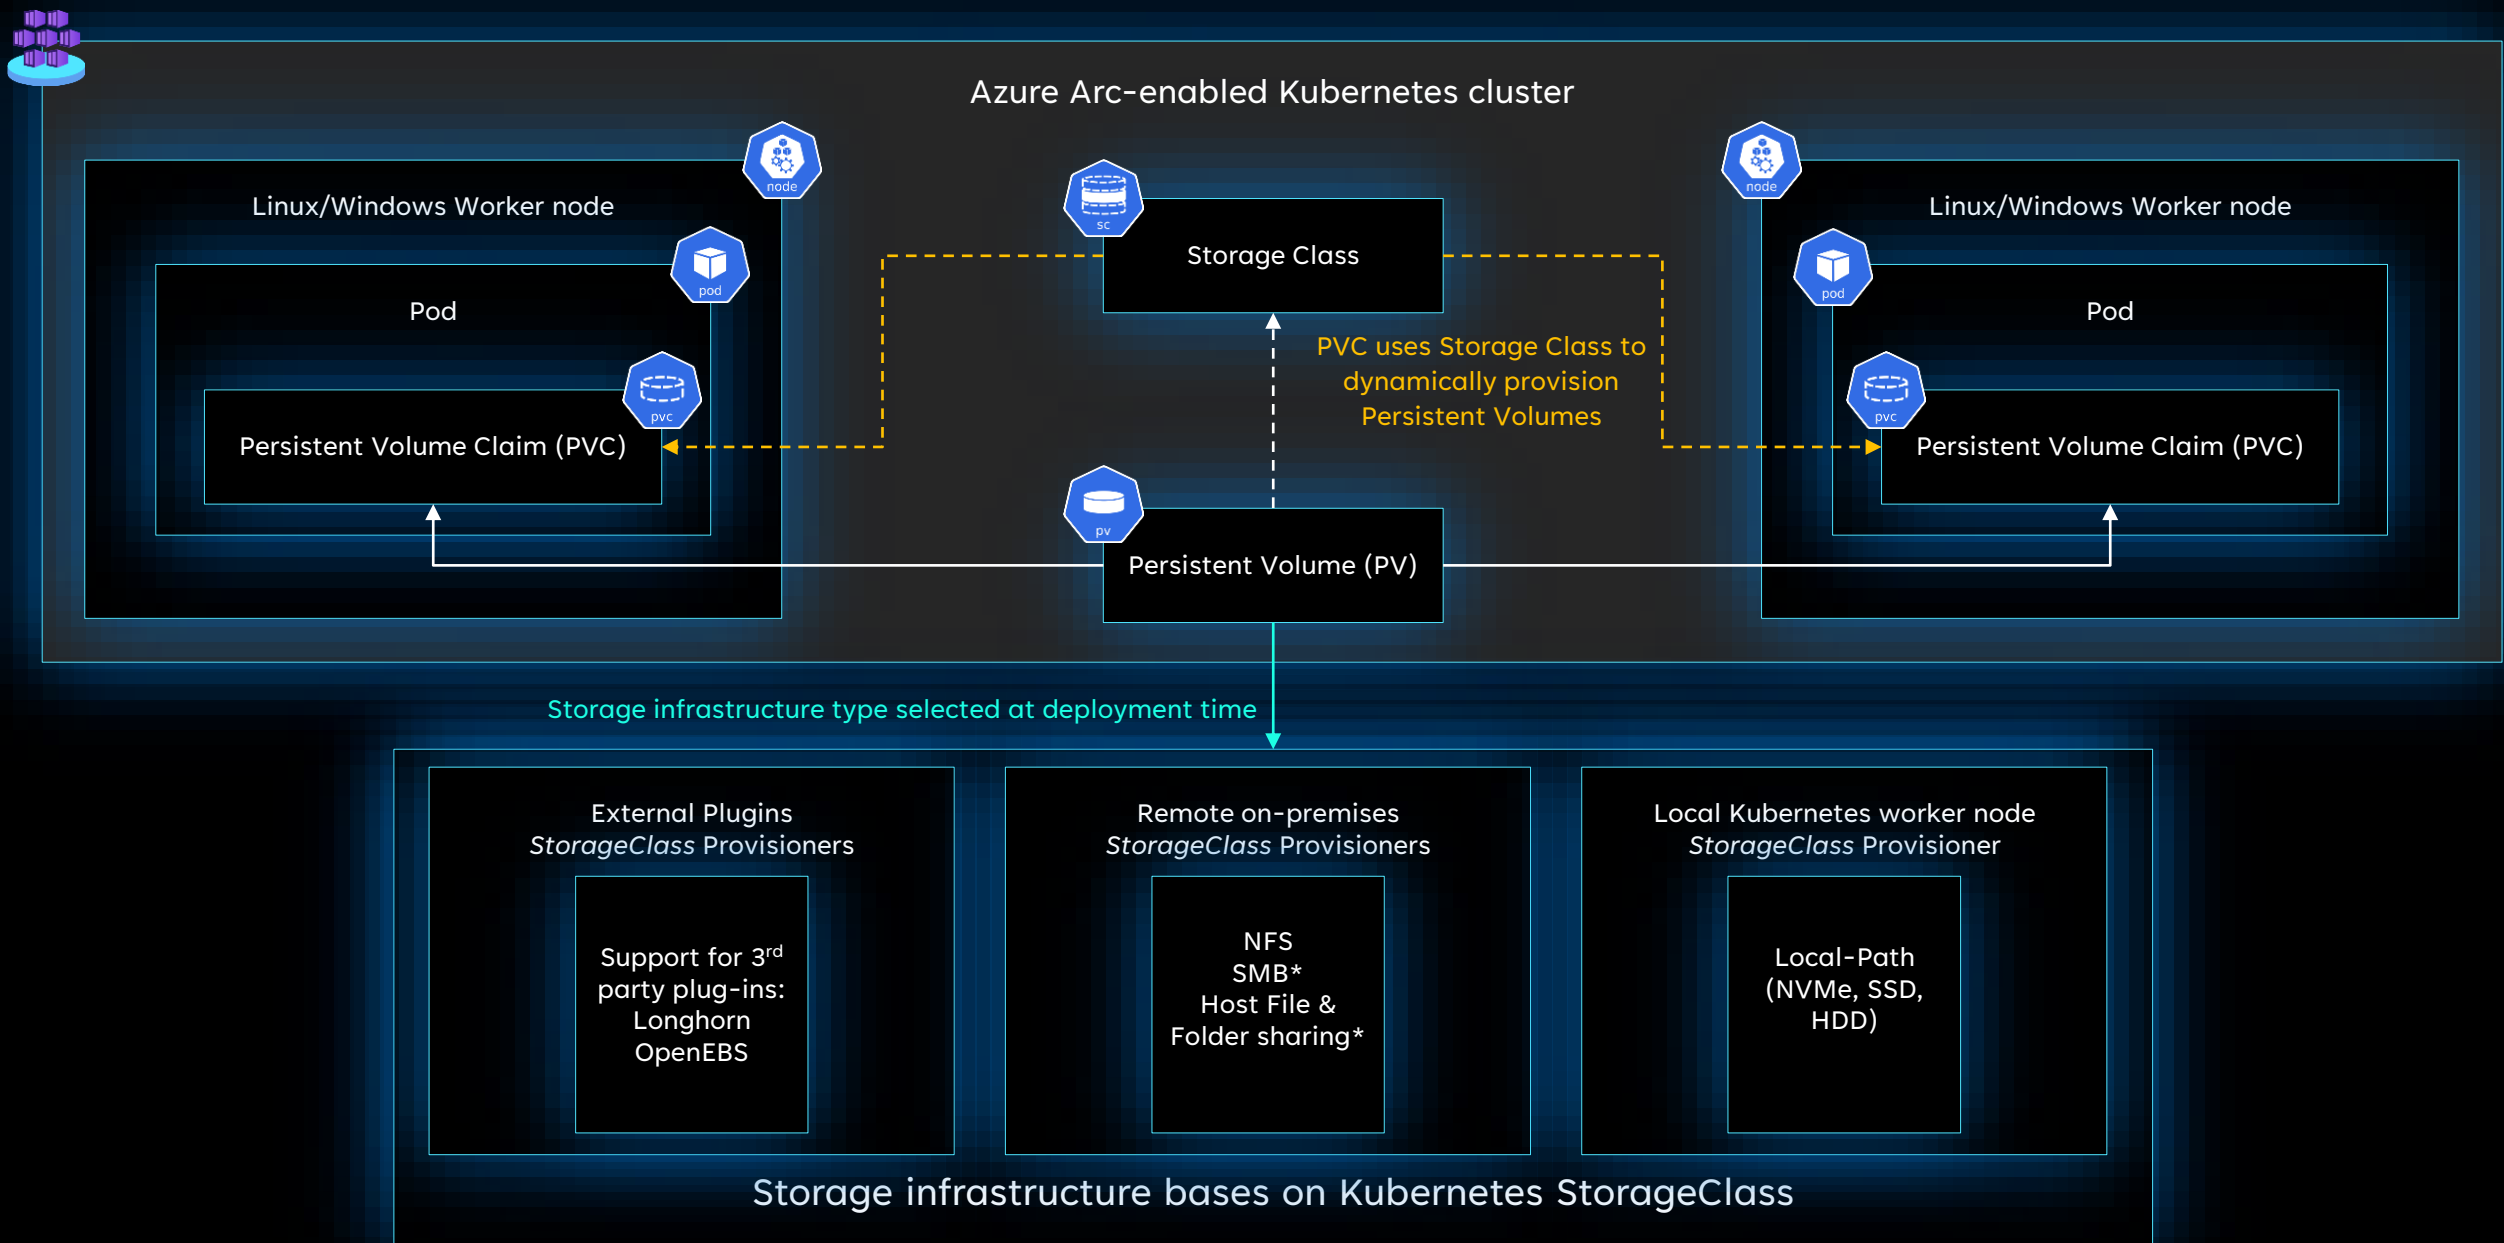 Azure Arc-enabled Kubernetes cluster
node
Linux/Windows Worker node
pod
Pod
pvc
Persistent Volume Claim (PVC)
sc
Storage Class
PVC uses Storage Class to
dynamically provision
Persistent Volumes
pv
Persistent Volume (PV)
node
Linux/Windows Worker node
pod
Pod
pvc
Persistent Volume Claim (PVC)
Storage infrastructure type selected at deployment time
External Plugins
StorageClass Provisioners
Support for 3rd
party plug-ins:
Longhorn
OpenEBS
Remote on-premises
StorageClass Provisioners
NFS
SMB*
Host File &
Folder sharing*
Local Kubernetes worker node
StorageClass Provisioner
Local-Path
(NVMe, SSD,
HDD)
Storage infrastructure bases on Kubernetes StorageClass